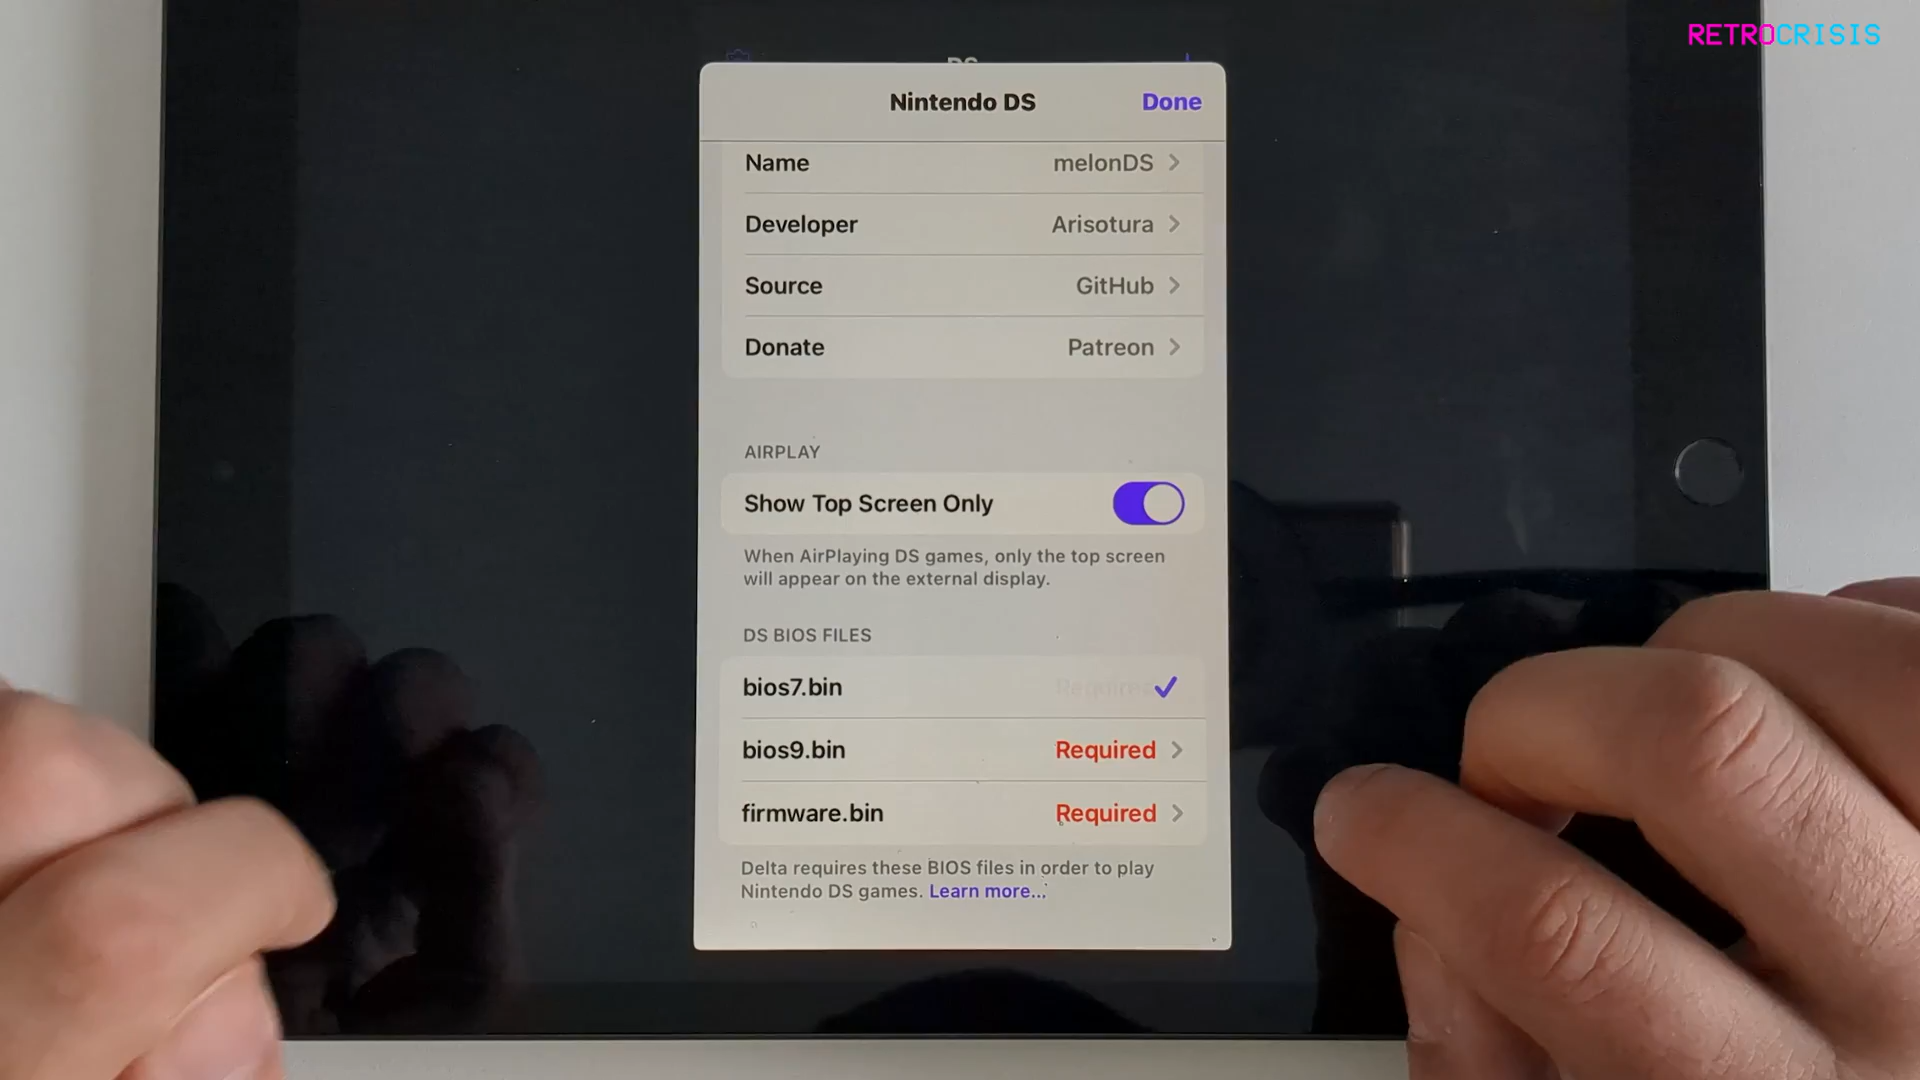 RETROCRISIS
DS
Nintendo DS
Done
Name
melonDS
Developer
Arisotura
Source
GitHub
Donate
Patreon
AIRPLAY
Show Top Screen Only
When AirPlaying DS games, only the top screen
will appear on the external display.
DS BIOS FILES
bios7.bin
Required
bios9.bin
Required
firmware.bin
Required
Delta requires these BIOS files in order to play
Nintendo DS games. Learn more...